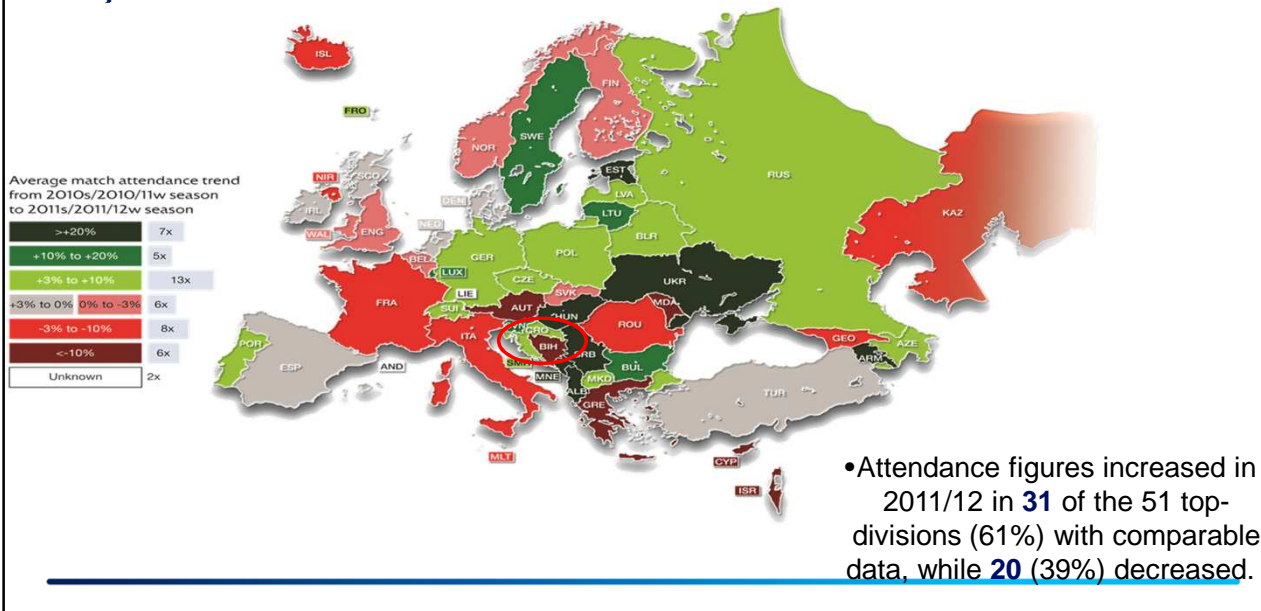 ISL
FIN
FRO
SWE
NOR
RUS
EST
Average match attendance trend
from 2010s/2010/11w season
to 2011s/2011/12w season
NIR
SCO
LVA
IRL
DEN
LTU
KAZ
>+20% 7x
WAL
ENG
NED
BLR
+10% to +20% 5x
BEL
GER
POL
+3% to +10% 13x
LUX
CZE
UKR
+3% to 0% 0% to -3% 6x
LIE
SVK
FRA
SUI
AUT
HUN
MDA
-3% to -10% 8x
ROU
ITA
CRO
GEO
<-10% 6x
POR
BIH
SRB
AZE
ESP
AND
SMR
BUL
ARM
Unknown 2x
MNE
MKD
ALB
TUR
GRE
MLT
CYP
ISR
•Attendance figures increased in
2011/12 in 31 of the 51 top-
divisions (61%) with comparable
data, while 20 (39%) decreased.